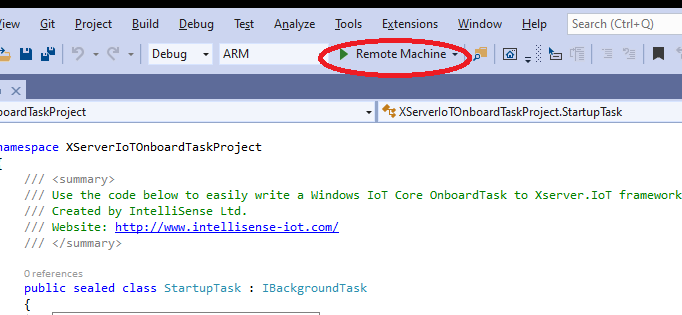 View Git Project Build Debug Test Analyze Tools Extensions Window Help Search (Ctrl+Q)
Debug ARM Remote Machine
boardTaskProject XServerIoTOnboardTaskProject.StartupTask
namespace XServerIoTOnboardTaskProject
{
/// <summary>
/// Use the code below to easily write a Windows IoT Core OnboardTask to Xserver.IoT framework
/// Created by IntelliSense Ltd.
/// Website: http://www.intellisense-iot.com/
/// </summary>
0 references
public sealed class StartupTask : IBackgroundTask
{